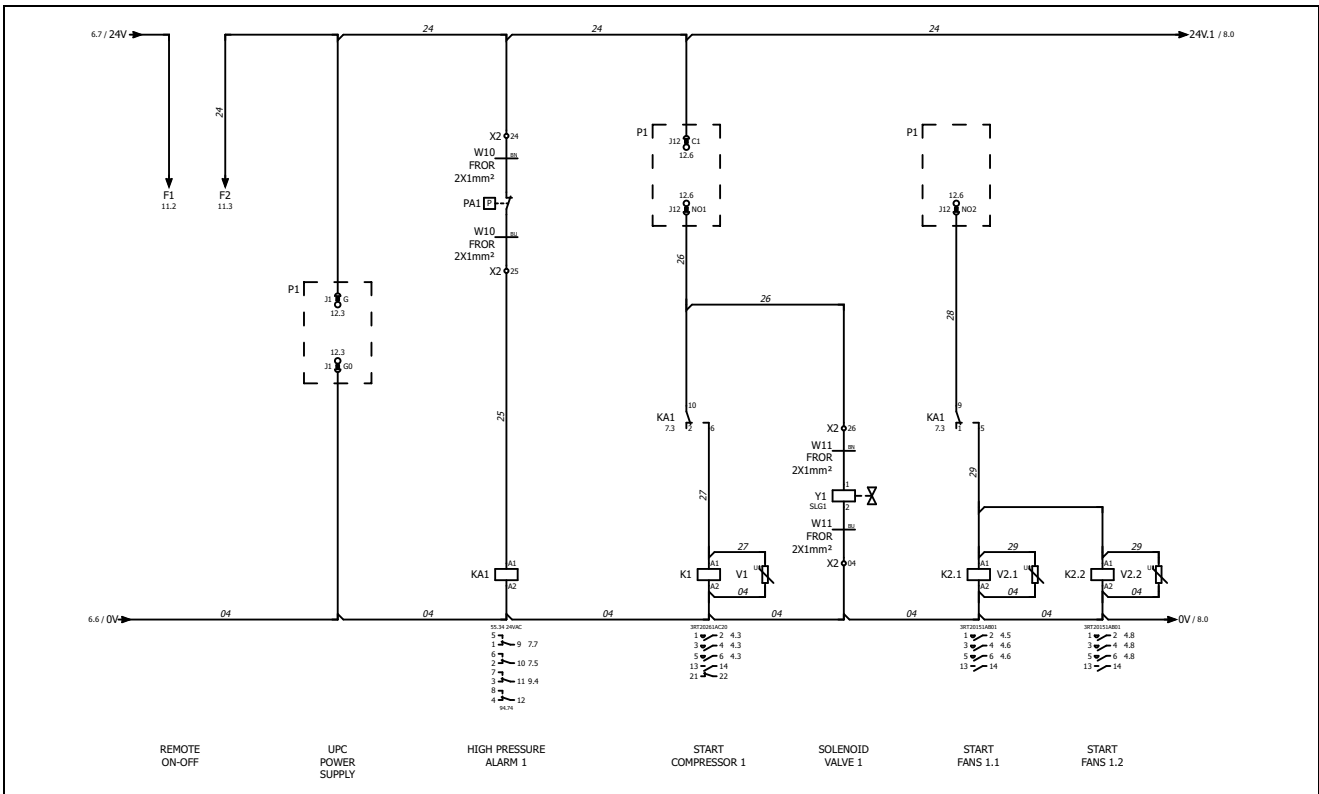 6.7 / 24V
24
24
24
24V.1 / 8.0
24
F1
11.2
F2
11.3
P1
J1 G
12.3
12.3
J1 G0
X2 24
W10 BN
FROR
2X1mm²
PA1 P
W10 BU
FROR
2X1mm²
X2 25
25
KA1
A1
A2
P1
J12 C1
12.6
12.6
J12 NO1
26
26
10
KA1
7.3
2 6
27
27
A1
K1 V1 U
A2
04
X2 26
W11 BN
FROR
2X1mm²
1
Y1
SLG1
2
W11 BU
FROR
2X1mm²
X2 04
P1
12.6
J12 NO2
28
9
KA1
7.3
1 5
29
29
A1
K2.1 V2.1 U
A2
04
29
A1
K2.2 V2.2 U
A2
04
6.6 / 0V
04
04
04
04
04
04
0V / 8.0
55.34 24VAC
5
1 9 7.7
6
2 10 7.5
7
3 11 9.4
8
4 12
94.74
3RT20261AC20
1 2 4.3
3 4 4.3
5 6 4.3
13 14
21 22
3RT20151AB01
1 2 4.5
3 4 4.6
5 6 4.6
13 14
3RT20151AB01
1 2 4.8
3 4 4.8
5 6 4.8
13 14
REMOTE
ON-OFF
UPC
POWER
SUPPLY
HIGH PRESSURE
ALARM 1
START
COMPRESSOR 1
SOLENOID
VALVE 1
START
FANS 1.1
START
FANS 1.2